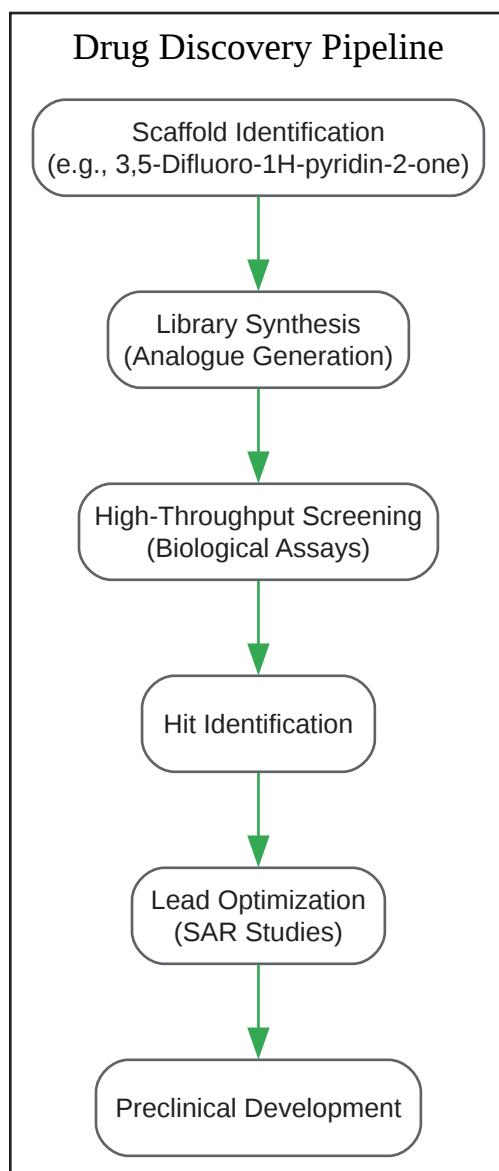 Drug Discovery Pipeline
Scaffold Identification
(e.g., 3,5-Difluoro-1H-pyridin-2-one)
Library Synthesis
(Analogue Generation)
High-Throughput Screening
(Biological Assays)
Hit Identification
Lead Optimization
(SAR Studies)
Preclinical Development